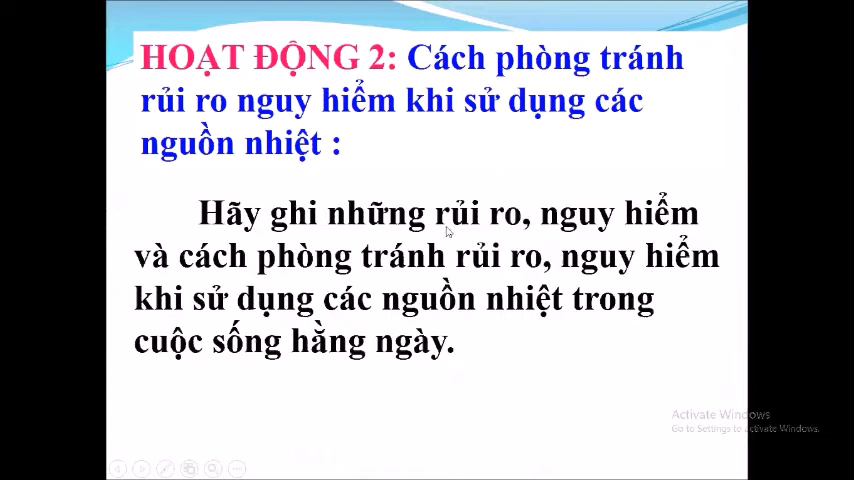 HOẠT ĐỘNG 2: Cách phòng tránh
rủi ro nguy hiểm khi sử dụng các
nguồn nhiệt :
Hãy ghi những rủi ro, nguy hiểm
và cách phòng tránh rủi ro, nguy hiểm
khi sử dụng các nguồn nhiệt trong
cuộc sống hằng ngày.
Activate Windows
Go to Settings to activate Windows.